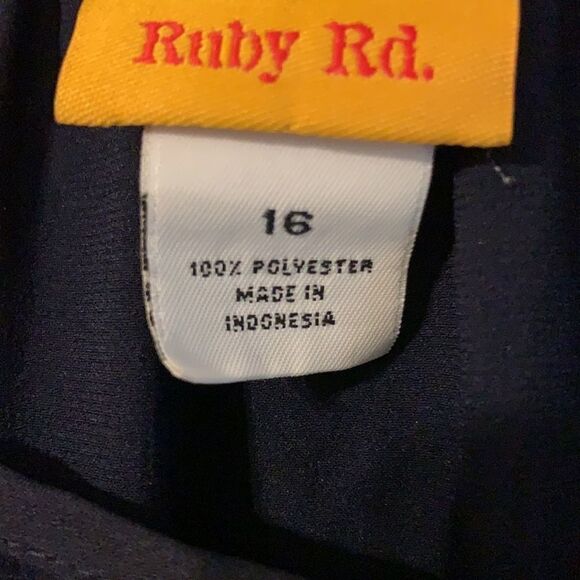 Ruby Rd.
16
100% POLYESTER
MADE IN
INDONESIA